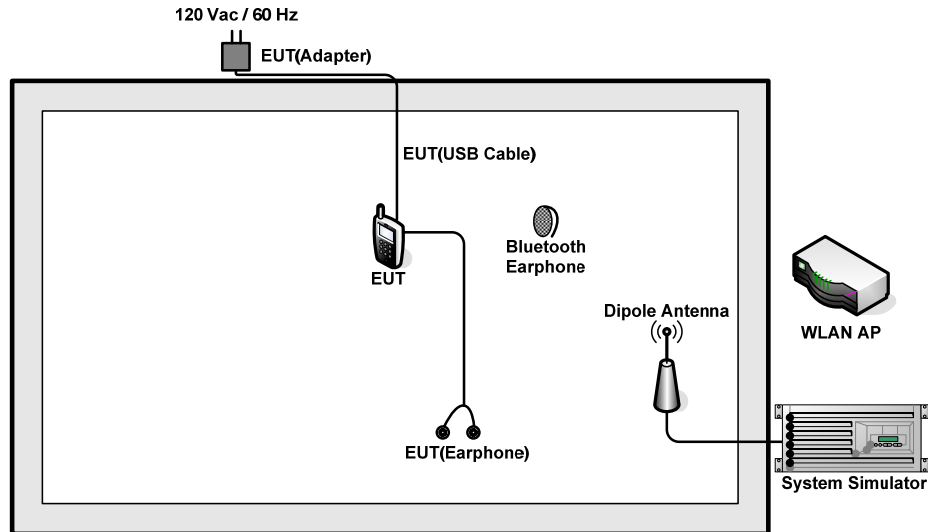 120 Vac / 60 Hz
EUT(Adapter)
EUT(USB Cable)
Bluetooth
Earphone
EUT
Dipole Antenna
WLAN AP
EUT(Earphone)
System Simulator